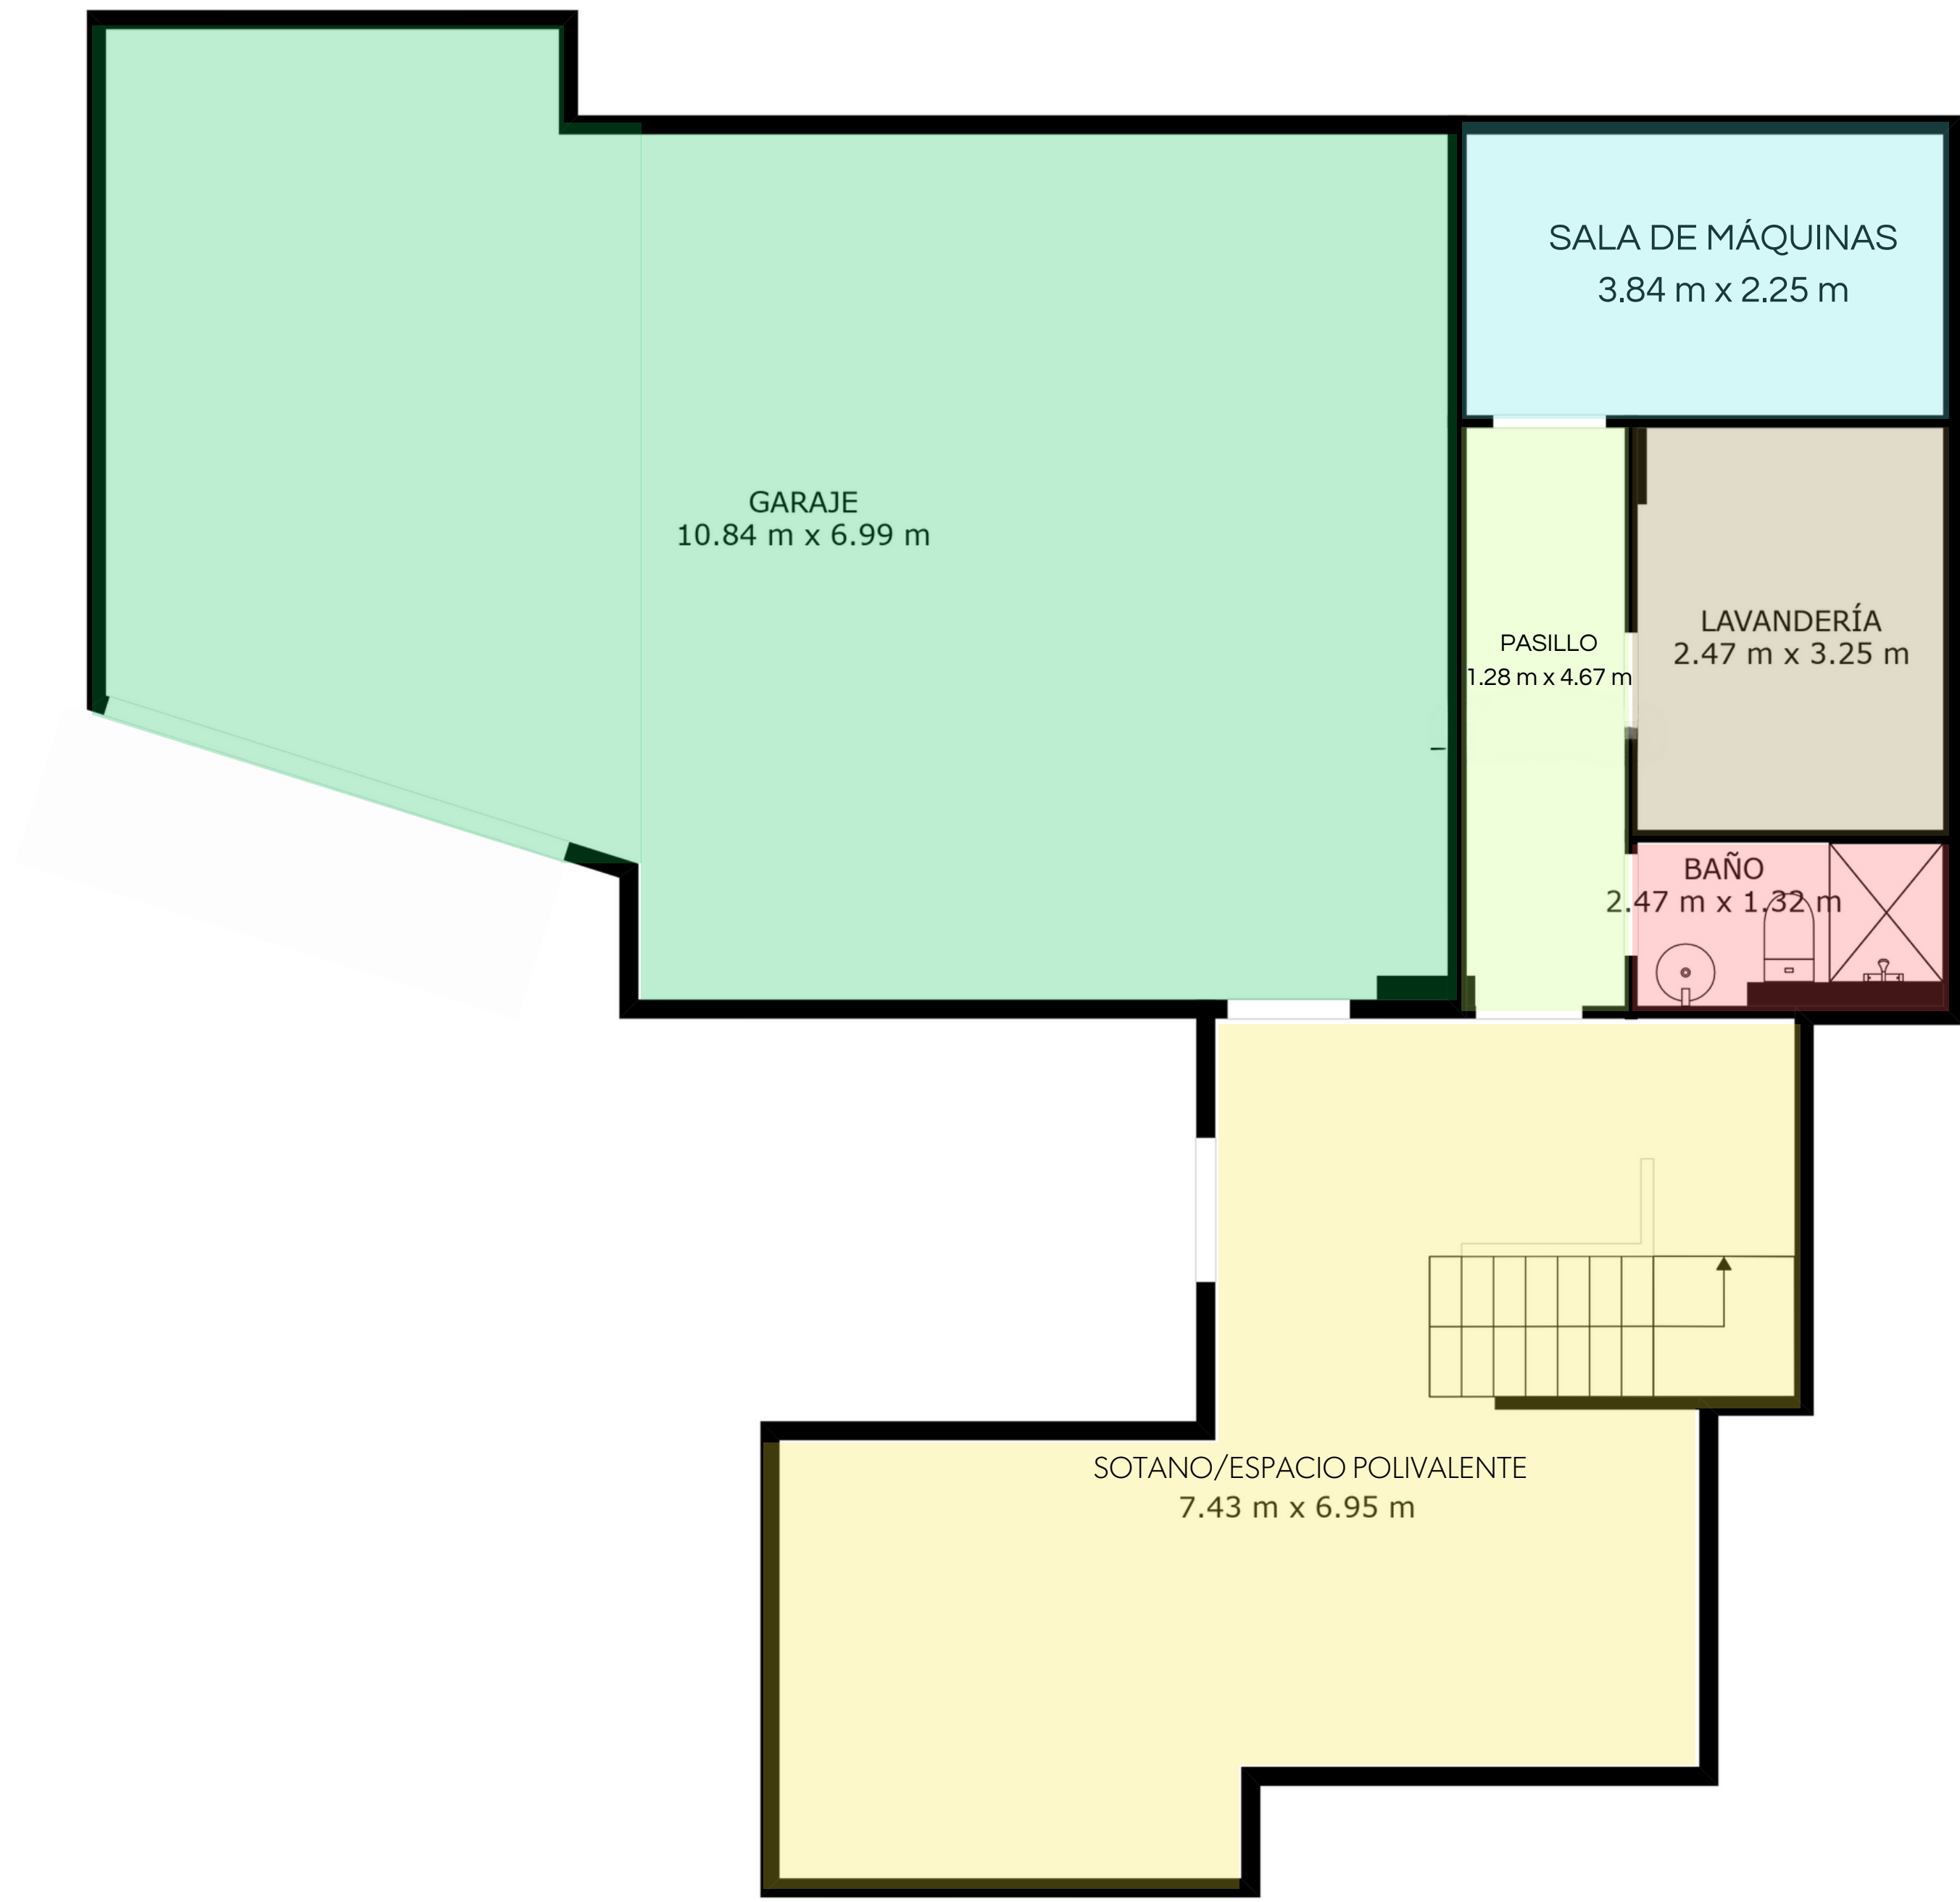 SALA DE MÁQUINAS
3.84 m x 2.25 m
GARAJE
10.84 m x 6.99 m
PASILLO
1.28 m x 4.67 m
LAVANDERÍA
2.47 m x 3.25 m
BAÑO
2.47 m x 1.32 m
SOTANO/ESPACIO POLIVALENTE
7.43 m x 6.95 m